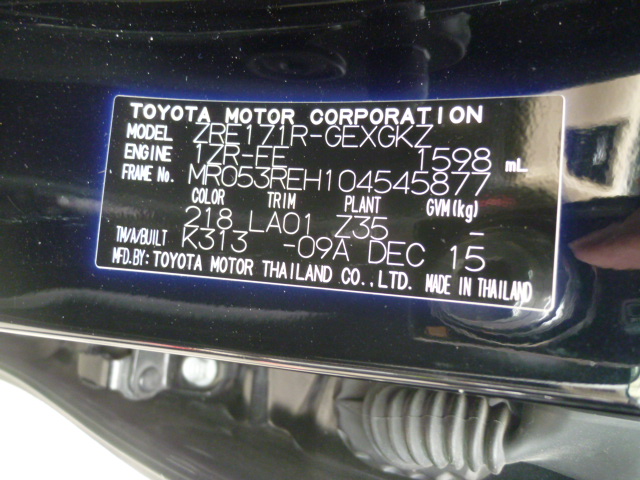 TOYOTA MOTOR CORPORATION
MODEL ZRE171R-GEXGKZ
ENGINE 1ZR-FE 1598 mL
FRAME No. MR053REH104545877
COLOR TRIM PLANT GVM(kg)
218 LA01 Z35 -
TM/A/BUILT K313 -09A DEC 15
MFD.BY:TOYOTA MOTOR THAILAND CO.,LTD. MADE IN THAILAND